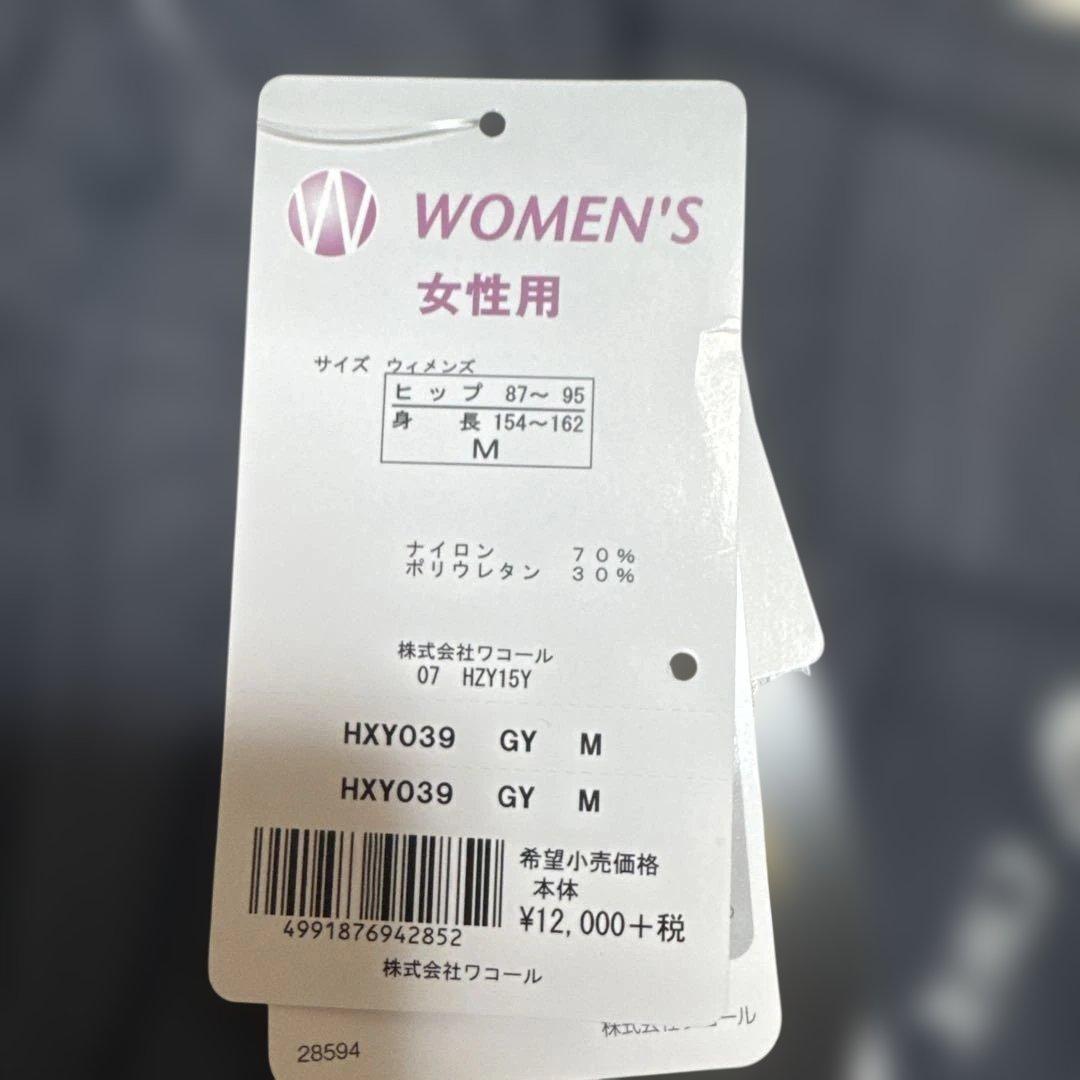 W WOMEN'S
女性用
サイズ ウィメンズ
ヒップ 87～ 95
身長 154～162
M
ナイロン 70%
ポリウレタン 30%
株式会社ワコール
07 HZY15Y
HXY039 GY M
HXY039 GY M
希望小売価格
本体
¥12,000+税
4991876942852
株式会社ワコール
28594